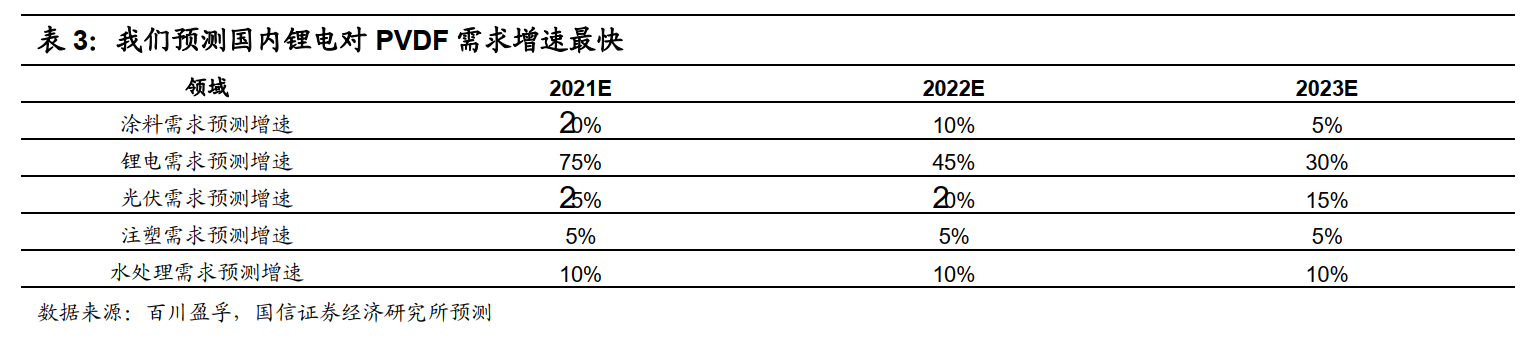 表 3：我们预测国内锂电对 PVDF 需求增速最快
领域 2021E 2022E 2023E
涂料需求预测增速 20% 10% 5%
锂电需求预测增速 75% 45% 30%
光伏需求预测增速 25% 20% 15%
注塑需求预测增速 5% 5% 5%
水处理需求预测增速 10% 10% 10%
数据来源：百川盈孚，国信证券经济研究所预测